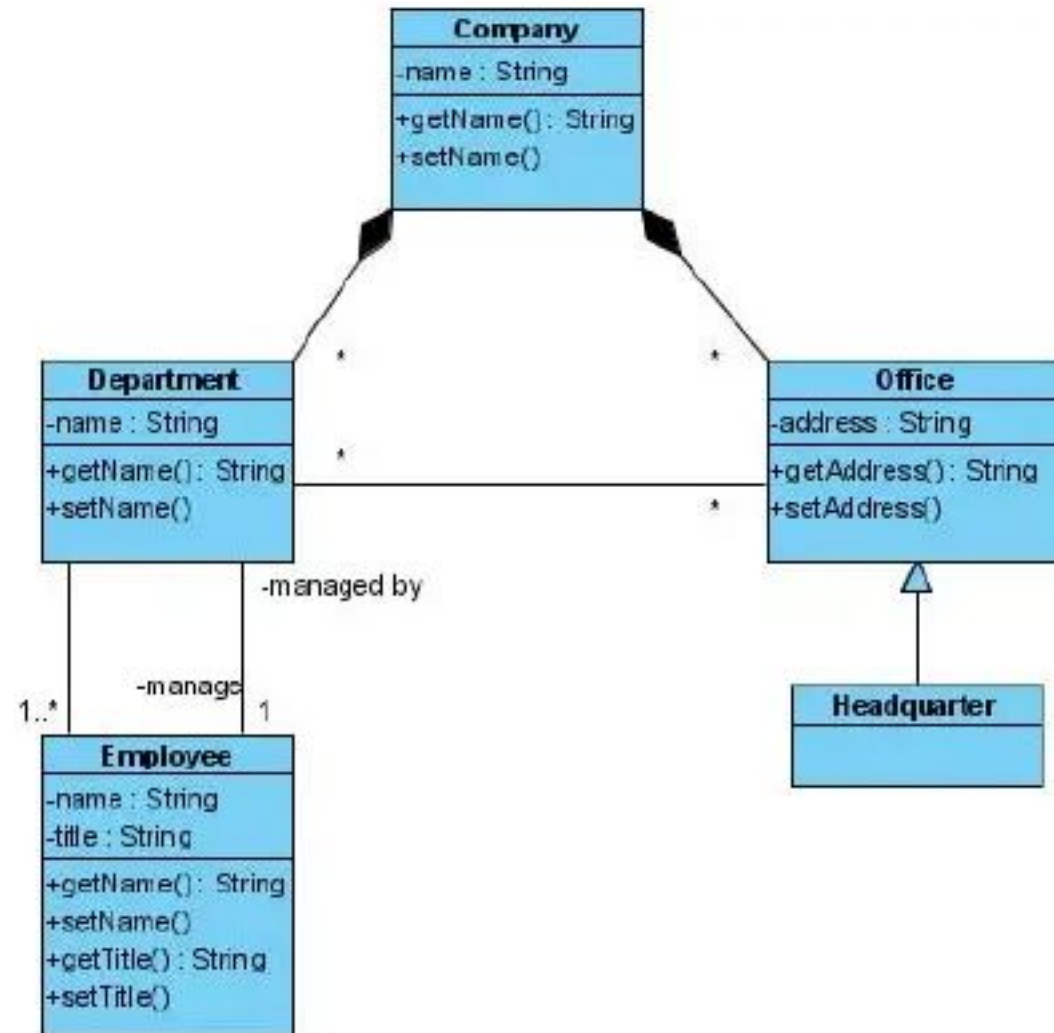 Company
-name : String
+getName() : String
+setName()
*
*
Department
-name : String
+getName() : String
+setName()
*
*
Office
-address : String
+getAddress() : String
+setAddress()
-managed by
-manage
1..*
1
Headquarter
Employee
-name : String
-title : String
+getName() : String
+setName()
+getTitle() : String
+setTitle()